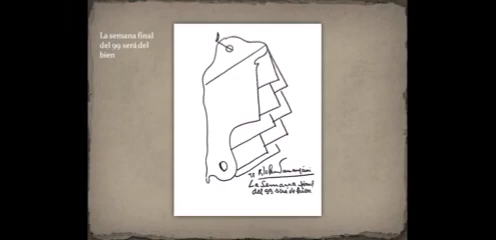 La semana final
del 99 será del
bien
La Semana final
del 99 será de bien